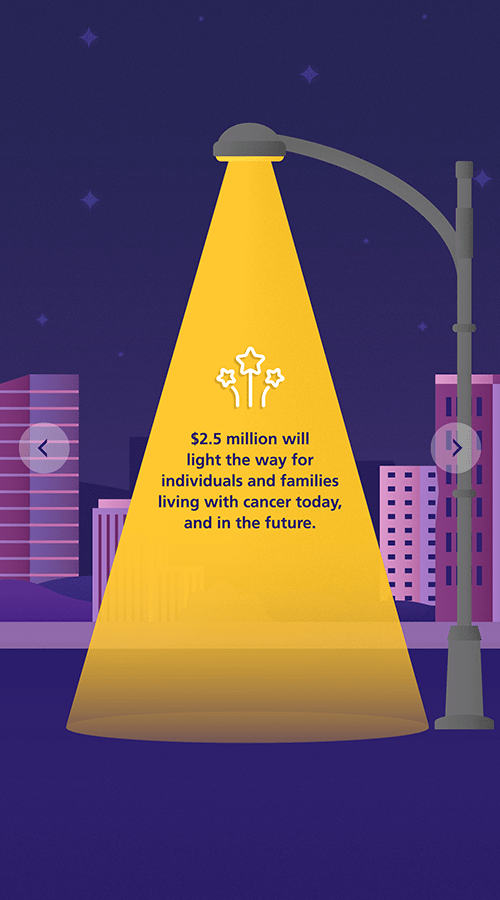 $2.5 million will
light the way for
individuals and families
living with cancer today,
and in the future.